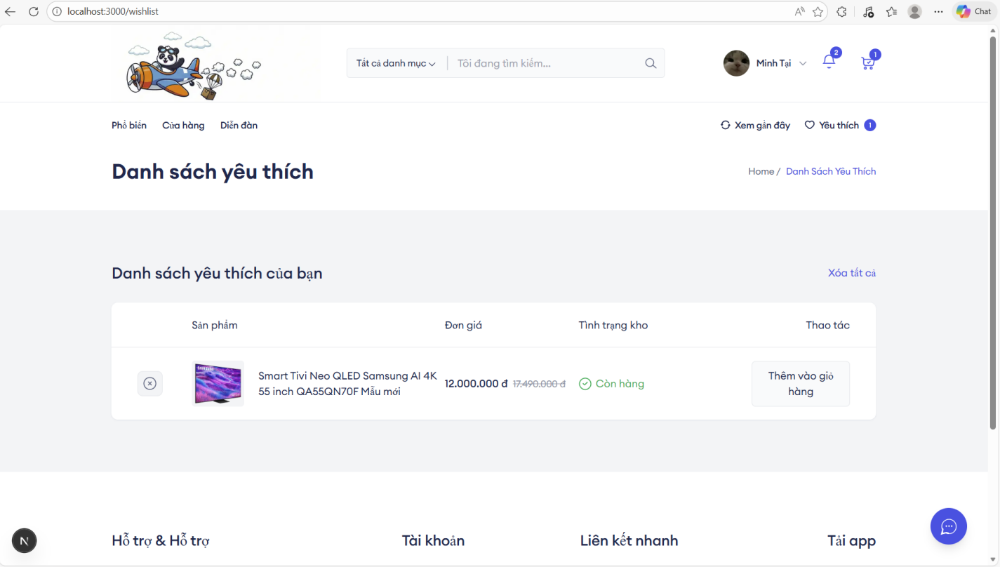 localhost:3000/wishlist
Chat
Tất cả danh mục
Tôi đang tìm kiếm...
Minh Tại
2
1
Phổ biến
Cửa hàng
Diễn đàn
Xem gần đây
Yêu thích 1
Danh sách yêu thích
Home / Danh Sách Yêu Thích
Danh sách yêu thích của bạn
Xóa tất cả
Sản phẩm
Đơn giá
Tình trạng kho
Thao tác
SAMSUNG
Smart Tivi Neo QLED Samsung AI 4K
55 inch QA55QN70F Mẫu mới
12.000.000 đ 17.490.000 đ
Còn hàng
Thêm vào giỏ
hàng
Hỗ trợ & Hỗ trợ
Tài khoản
Liên kết nhanh
Tải app
N